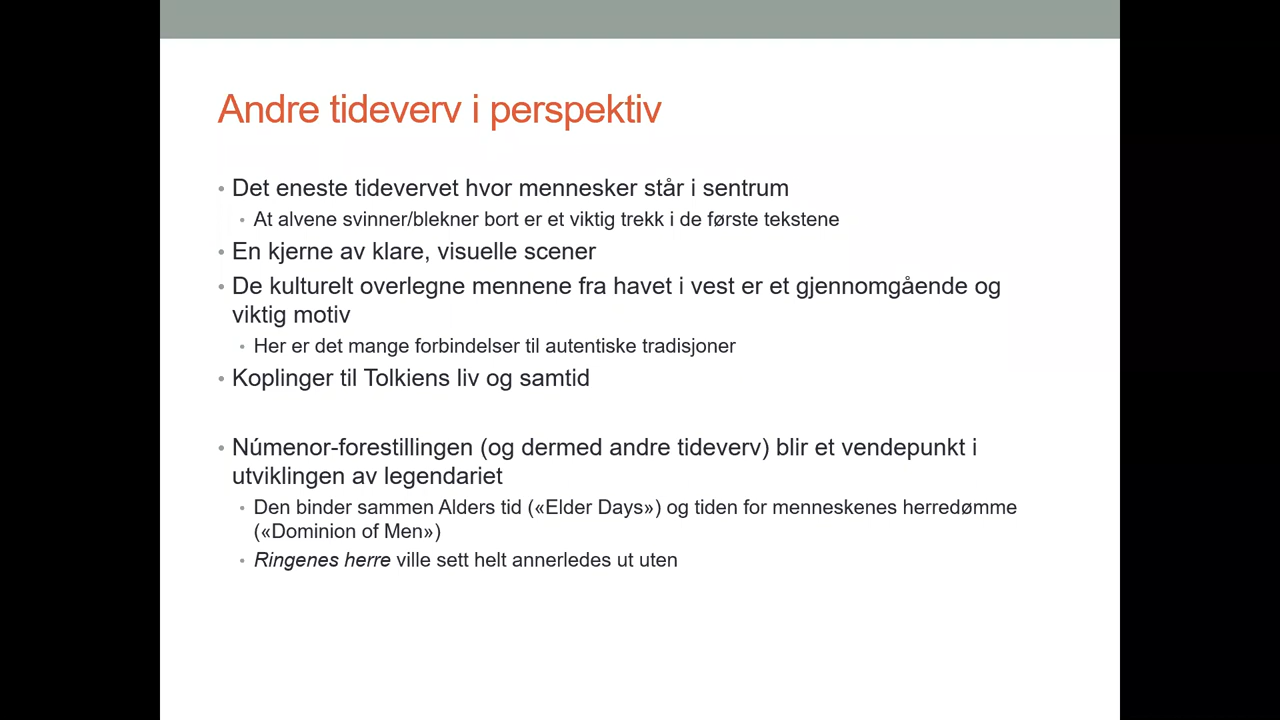 Andre tideverv i perspektiv
• Det eneste tidevervet hvor mennesker står i sentrum
• At alvene svinner/blekner bort er et viktig trekk i de første tekstene
• En kjerne av klare, visuelle scener
• De kulturelt overlegne mennene fra havet i vest er et gjennomgående og
viktig motiv
• Her er det mange forbindelser til autentiske tradisjoner
• Koplinger til Tolkiens liv og samtid
• Númenor-forestillingen (og dermed andre tideverv) blir et vendepunkt i
utviklingen av legendariet
• Den binder sammen Alders tid («Elder Days») og tiden for menneskenes herredømme
(«Dominion of Men»)
• Ringenes herre ville sett helt annerledes ut uten